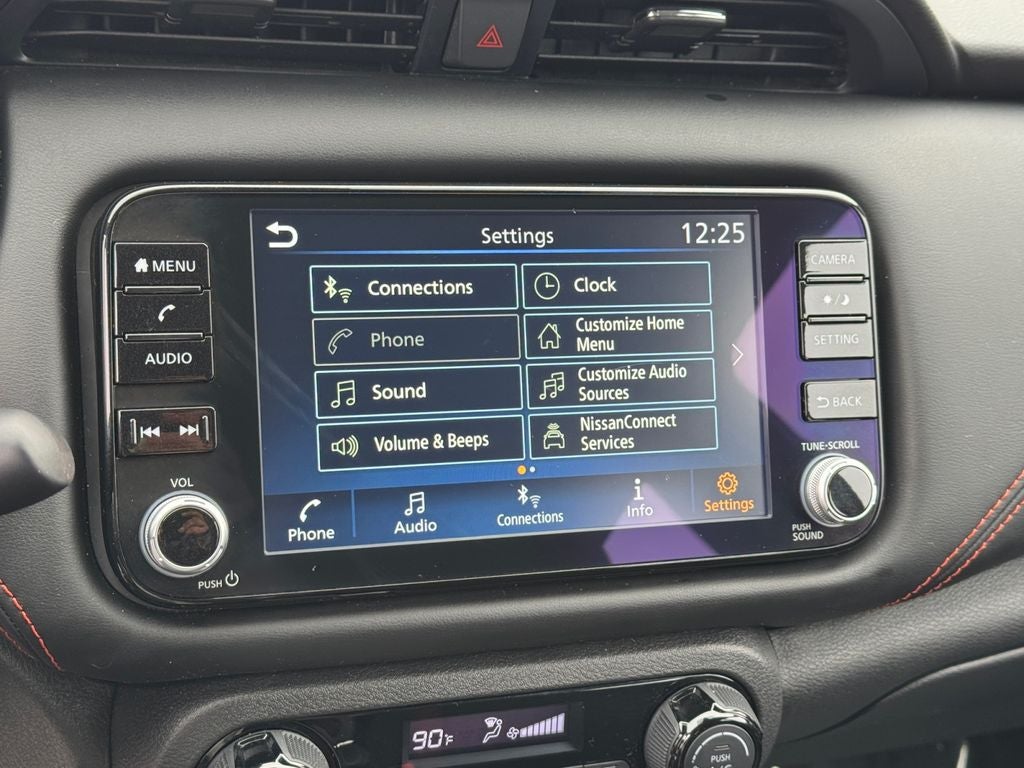 Settings
12:25
MENU
AUDIO
VOL
PUSH
Connections
Clock
Phone
Customize Home
Menu
Sound
Customize Audio
Sources
Volume & Beeps
NissanConnect
Services
Phone
Audio
Connections
Info
Settings
CAMERA
SETTING
BACK
TUNE-SCROLL
PUSH
SOUND
90°F
PUSH